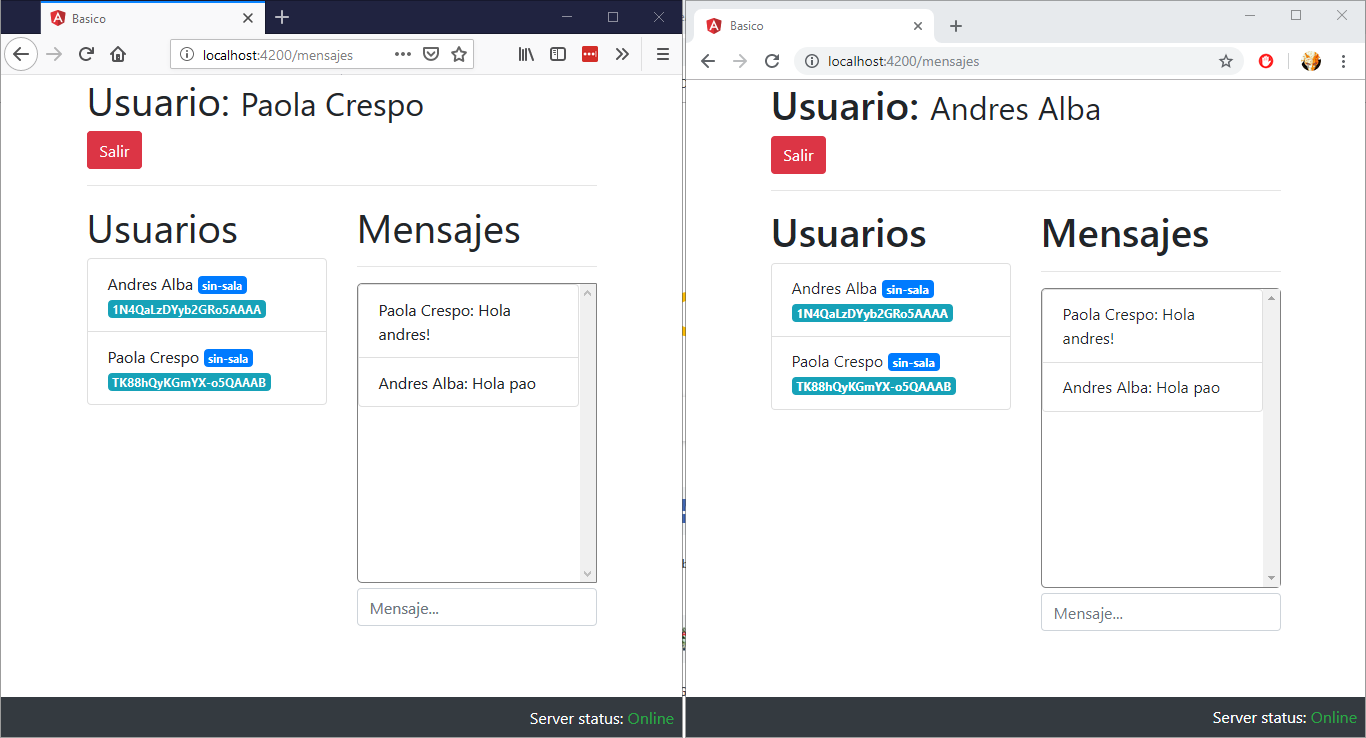 Basico
localhost:4200/mensajes
Usuario: Paola Crespo
Salir
Usuarios
Andres Alba sin-sala
1N4QaLzDYyb2GRo5AAAA
Paola Crespo sin-sala
TK88hQyKGmYX-o5QAAAB
Mensajes
Paola Crespo: Hola
andres!
Andres Alba: Hola pao
Mensaje...
Server status: Online
Basico
localhost:4200/mensajes
Usuario: Andres Alba
Salir
Usuarios
Andres Alba sin-sala
1N4QaLzDYyb2GRo5AAAA
Paola Crespo sin-sala
TK88hQyKGmYX-o5QAAAB
Mensajes
Paola Crespo: Hola
andres!
Andres Alba: Hola pao
Mensaje...
Server status: Online